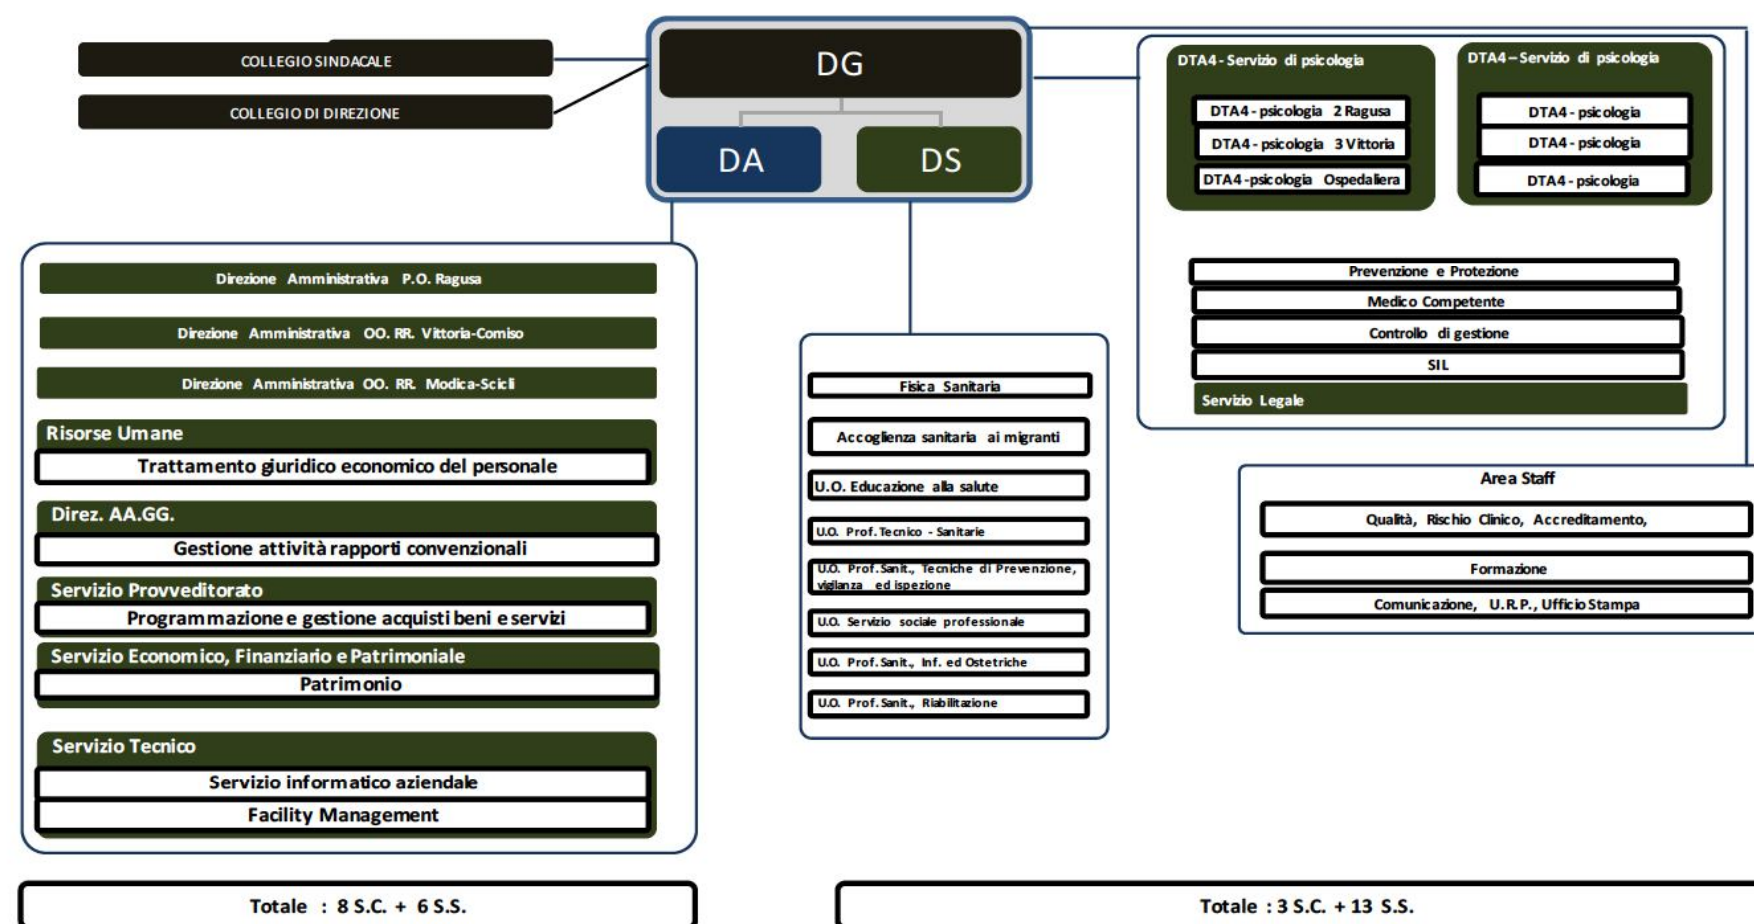 COLLEGIO SINDACALE
COLLEGIO DI DIREZIONE
DG
DA
DS
DTA4 - Servizio di psicologia
DTA4 - psicologia 2 Ragusa
DTA4 - psicologia 3 Vittoria
DTA4 -psicologia Ospedaliera
DTA4 – Servizio di psicologia
DTA4 - psicologia
DTA4 - psicologia
DTA4 - psicologia
Prevenzione e Protezione
Medico Competente
Controllo di gestione
SIL
Servizio Legale
Direzione Amministrativa P.O. Ragusa
Direzione Amministrativa OO. RR. Vittoria-Comiso
Direzione Amministrativa OO. RR. Modica-Scicli
Risorse Umane
Trattamento giuridico economico del personale
Direz. AA.GG.
Gestione attività rapporti convenzionali
Servizio Provveditorato
Programmazione e gestione acquisti beni e servizi
Servizio Economico, Finanziario e Patrimoniale
Patrimonio
Servizio Tecnico
Servizio informatico aziendale
Facility Management
Fisica Sanitaria
Accoglienza sanitaria ai migranti
U.O. Educazione alla salute
U.O. Prof. Tecnico - Sanitarie
U.O. Prof. Sanit., Tecniche di Prevenzione,
vigilanza ed ispezione
U.O. Servizio sociale professionale
U.O. Prof. Sanit., Inf. ed Ostetriche
U.O. Prof. Sanit., Riabilitazione
Area Staff
Qualità, Rischio Clinico, Accreditamento,
Formazione
Comunicazione, U.R.P., Ufficio Stampa
Totale : 8 S.C. + 6 S.S.
Totale : 3 S.C. + 13 S.S.